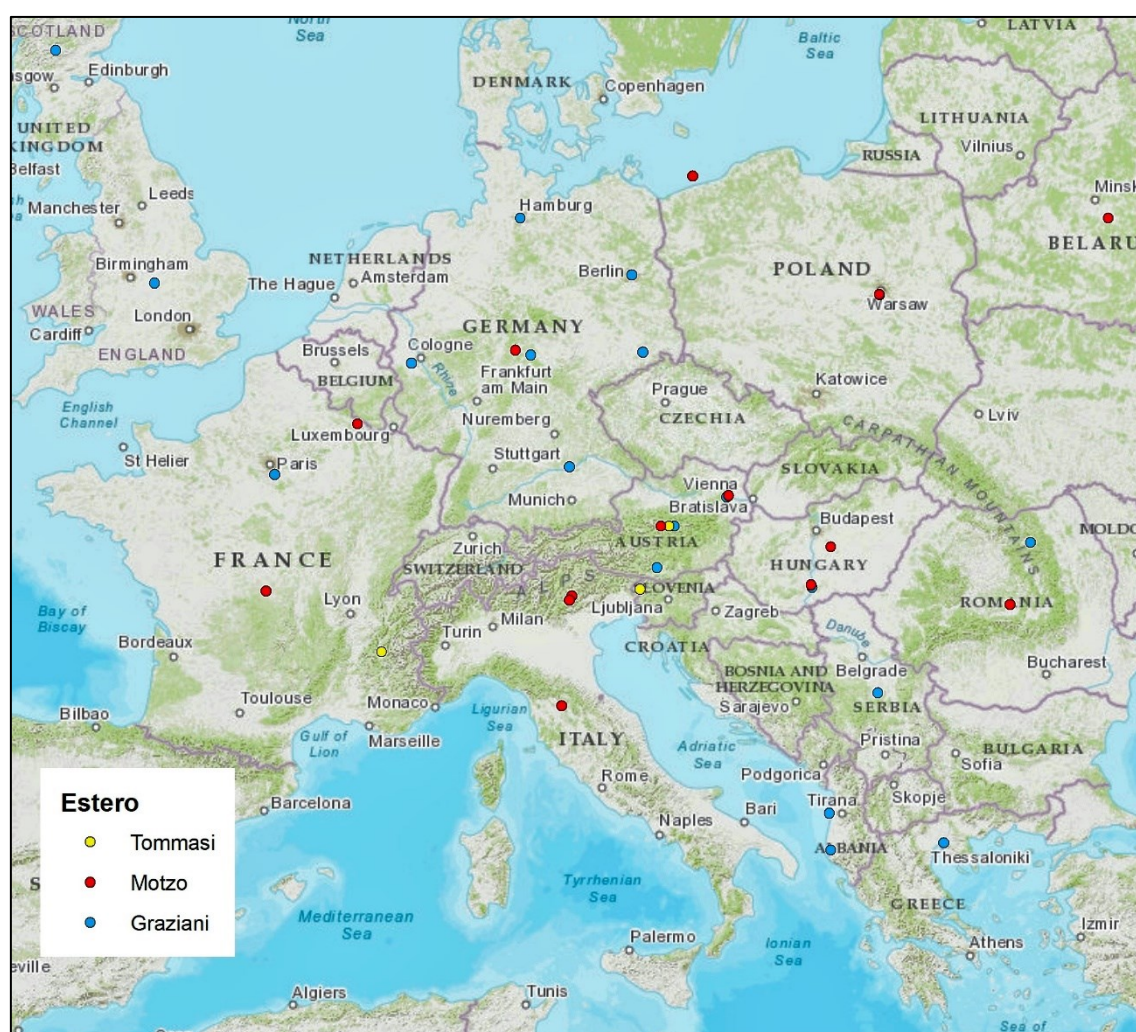 SCOTLAND
North
Sea
Baltic
Sea
LATVIA
Edinburgh
DENMARK
Copenhagen
UNITED
KINGDOM
Belfast
LITHUANIA
Vilnius
RUSSIA
Minsk
BELARU
Leeds
Manchester
Hamburg
Birmingham
NETHERLANDS
Amsterdam
The Hague
Berlin
POLAND
Warsaw
WALES
Cardiff
London
ENGLAND
GERMANY
Brussels
BELGIUM
Cologne
Rhine
Frankfurt
am Main
Prague
CZECHIA
Katowice
Lviv
English
Channel
St Helier
Luxembourg
Nuremberg
Paris
Stuttgart
CARPATHIAN MOUNTAINS
SLOVAKIA
Vienna
Munich
Bratislava
Budapest
MOLDO
Zurich
AUSTRIA
FRANCE
SWITZERLAND
HUNGARY
ALPS
SLOVENIA
Ljubljana
Zagreb
ROMANIA
Bay of
Biscay
Lyon
Milan
Turin
CROATIA
Danube
Bordeaux
BOSNIA AND
HERZEGOVINA
Belgrade
Bucharest
Toulouse
Monaco
Sarajevo
SERBIA
Bilbao
Marseille
Gulf of
Lion
Ligurian
Sea
ITALY
Adriatic
Sea
Pristina
BULGARIA
Sofia
Podgorica
Rome
Skopje
Barcelona
Tirana
Bari
Naples
ALBANIA
Thessaloniki
Estero
Tommasi
Motzo
Graziani
Tyrrhenian
Sea
GREECE
Mediterranean
Sea
Izmir
Palermo
Ionian
Sea
Athens
Algiers
Tunis
Sea of